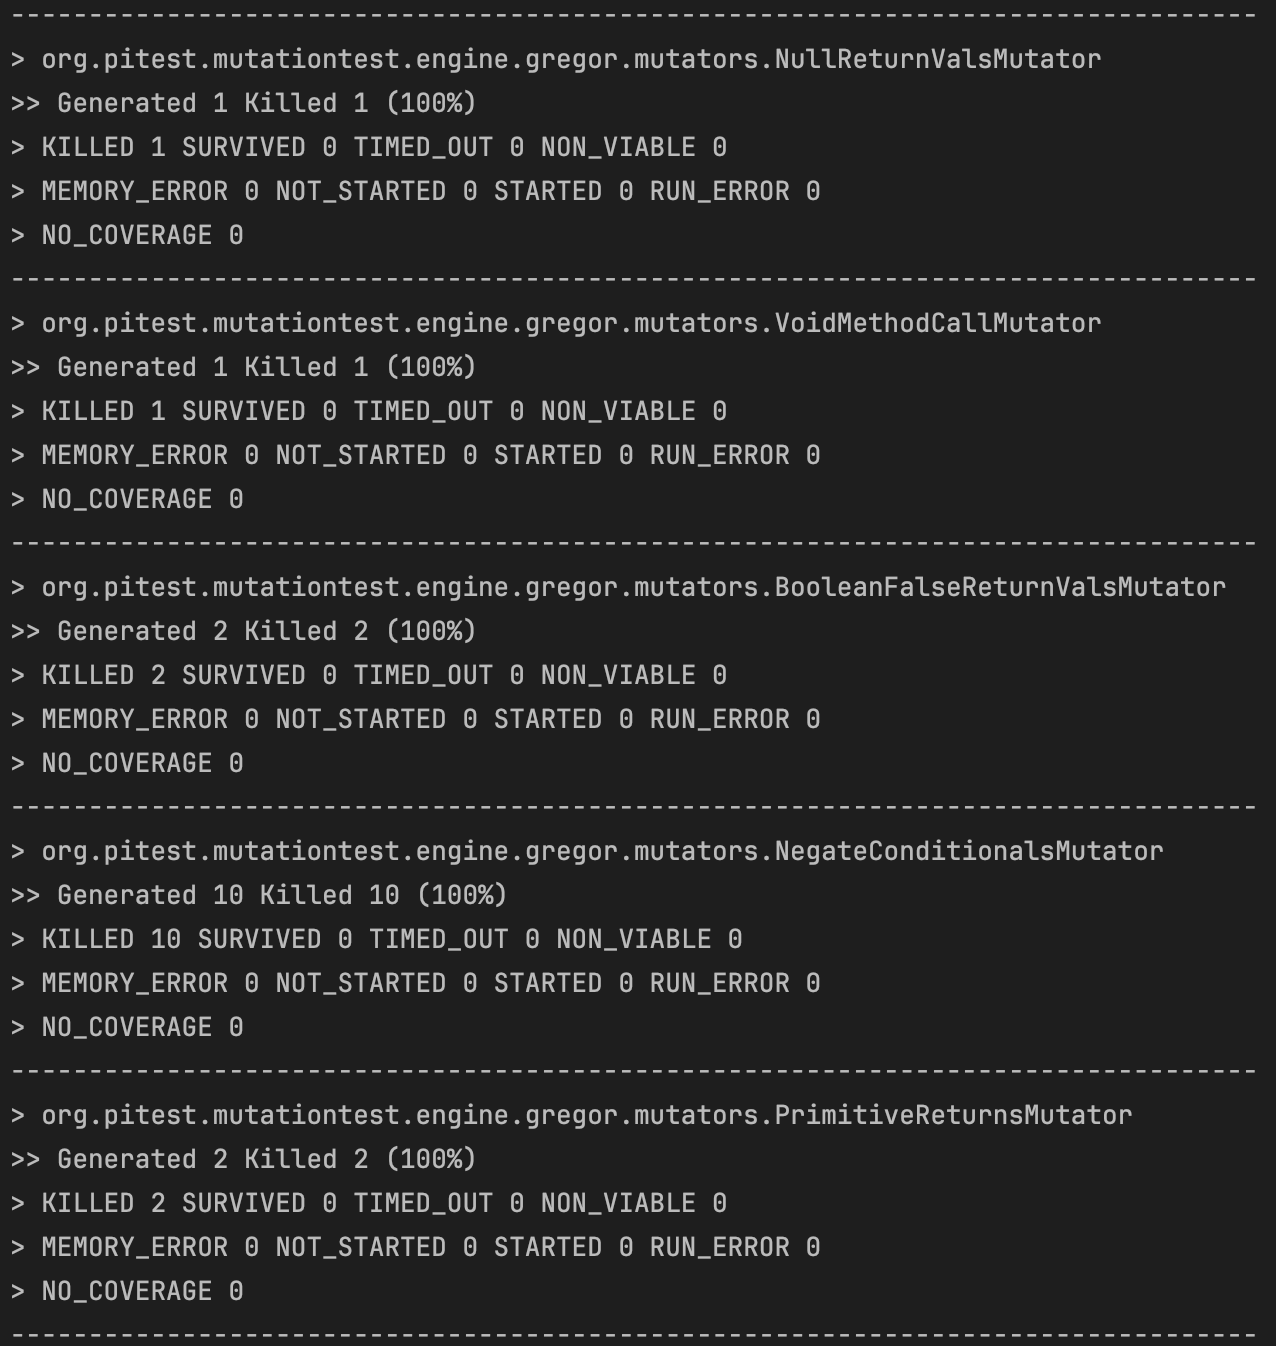 --------------------------------------------------------------------------------
> org.pitest.mutationtest.engine.gregor.mutators.NullReturnValsMutator
>> Generated 1 Killed 1 (100%)
> KILLED 1 SURVIVED 0 TIMED_OUT 0 NON_VIABLE 0
> MEMORY_ERROR 0 NOT_STARTED 0 STARTED 0 RUN_ERROR 0
> NO_COVERAGE 0
--------------------------------------------------------------------------------
> org.pitest.mutationtest.engine.gregor.mutators.VoidMethodCallMutator
>> Generated 1 Killed 1 (100%)
> KILLED 1 SURVIVED 0 TIMED_OUT 0 NON_VIABLE 0
> MEMORY_ERROR 0 NOT_STARTED 0 STARTED 0 RUN_ERROR 0
> NO_COVERAGE 0
--------------------------------------------------------------------------------
> org.pitest.mutationtest.engine.gregor.mutators.BooleanFalseReturnValsMutator
>> Generated 2 Killed 2 (100%)
> KILLED 2 SURVIVED 0 TIMED_OUT 0 NON_VIABLE 0
> MEMORY_ERROR 0 NOT_STARTED 0 STARTED 0 RUN_ERROR 0
> NO_COVERAGE 0
--------------------------------------------------------------------------------
> org.pitest.mutationtest.engine.gregor.mutators.NegateConditionalsMutator
>> Generated 10 Killed 10 (100%)
> KILLED 10 SURVIVED 0 TIMED_OUT 0 NON_VIABLE 0
> MEMORY_ERROR 0 NOT_STARTED 0 STARTED 0 RUN_ERROR 0
> NO_COVERAGE 0
--------------------------------------------------------------------------------
> org.pitest.mutationtest.engine.gregor.mutators.PrimitiveReturnsMutator
>> Generated 2 Killed 2 (100%)
> KILLED 2 SURVIVED 0 TIMED_OUT 0 NON_VIABLE 0
> MEMORY_ERROR 0 NOT_STARTED 0 STARTED 0 RUN_ERROR 0
> NO_COVERAGE 0
--------------------------------------------------------------------------------